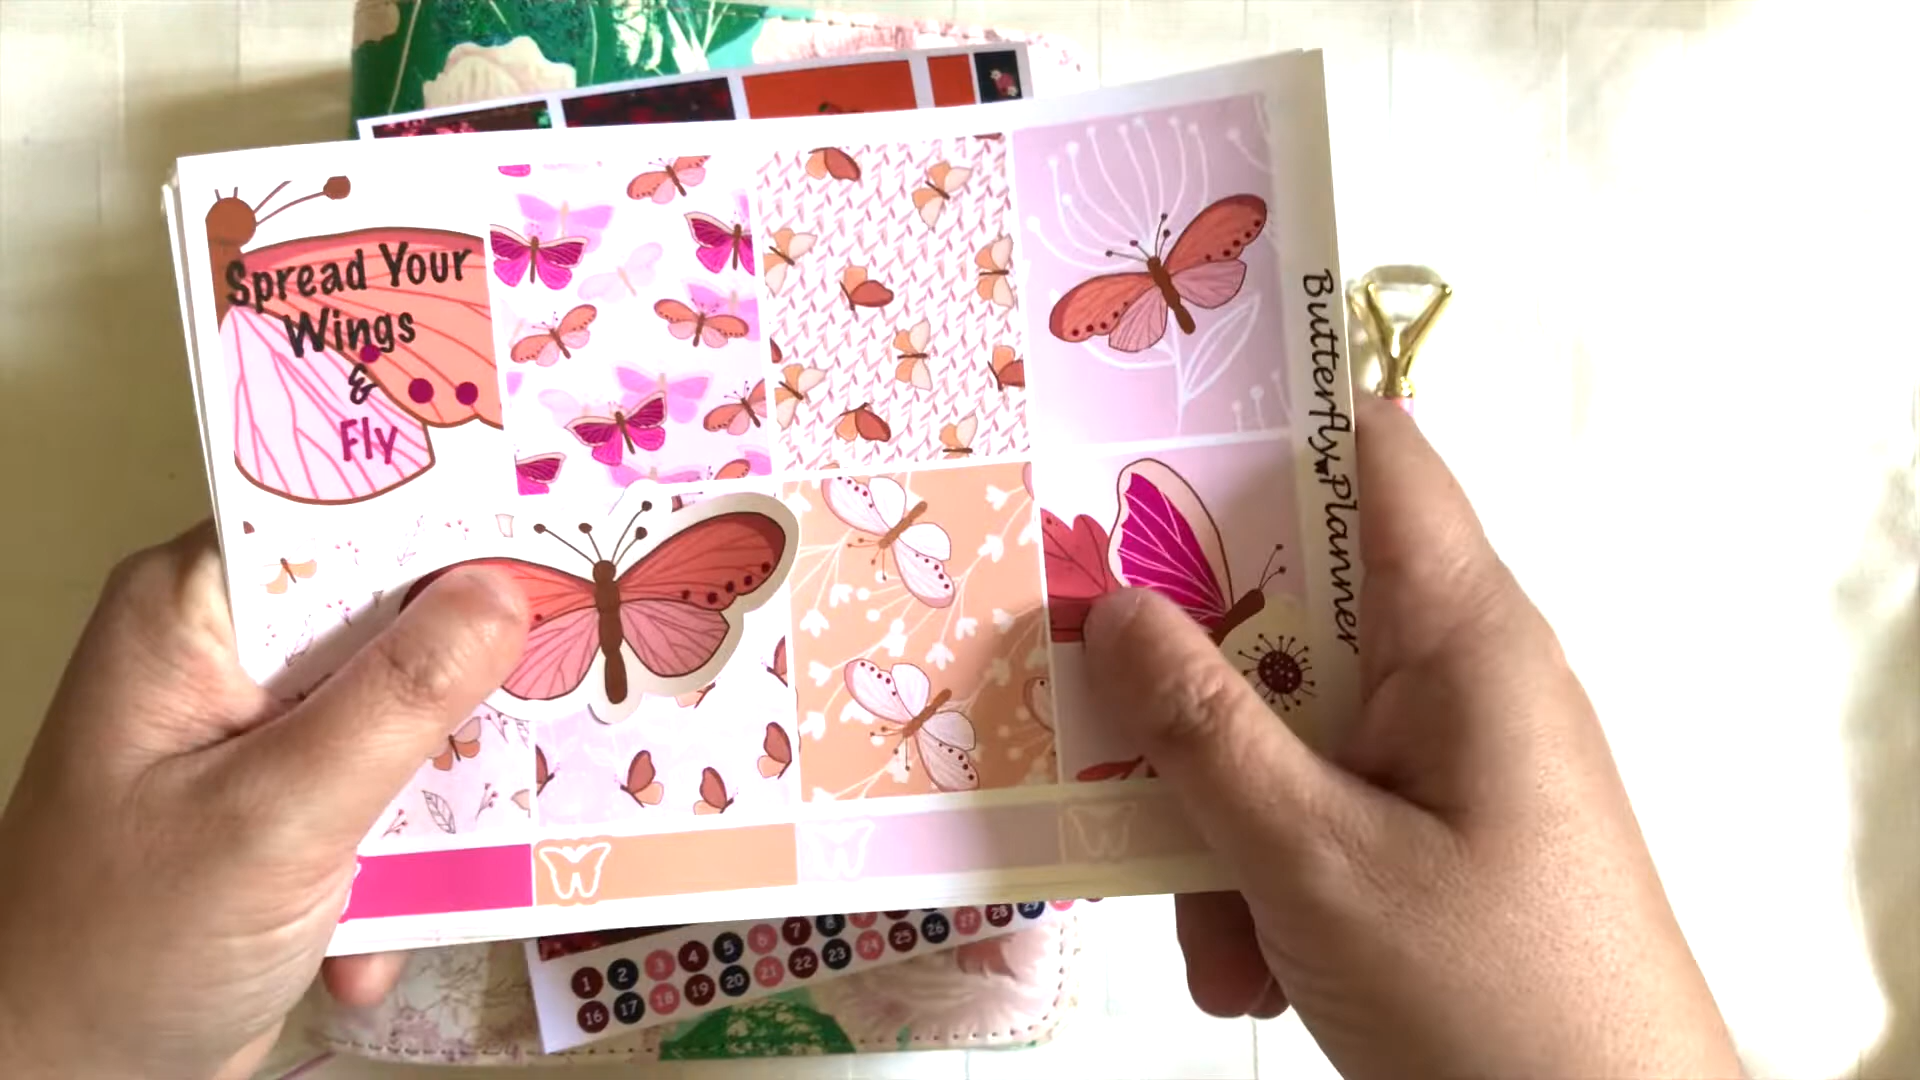 Spread Your
Wings
&
Fly
Butterfly Planner
1 2 3 4 5 6 7 8
16 17 18 19 20 21 22 23 24 25 26 27 28 29